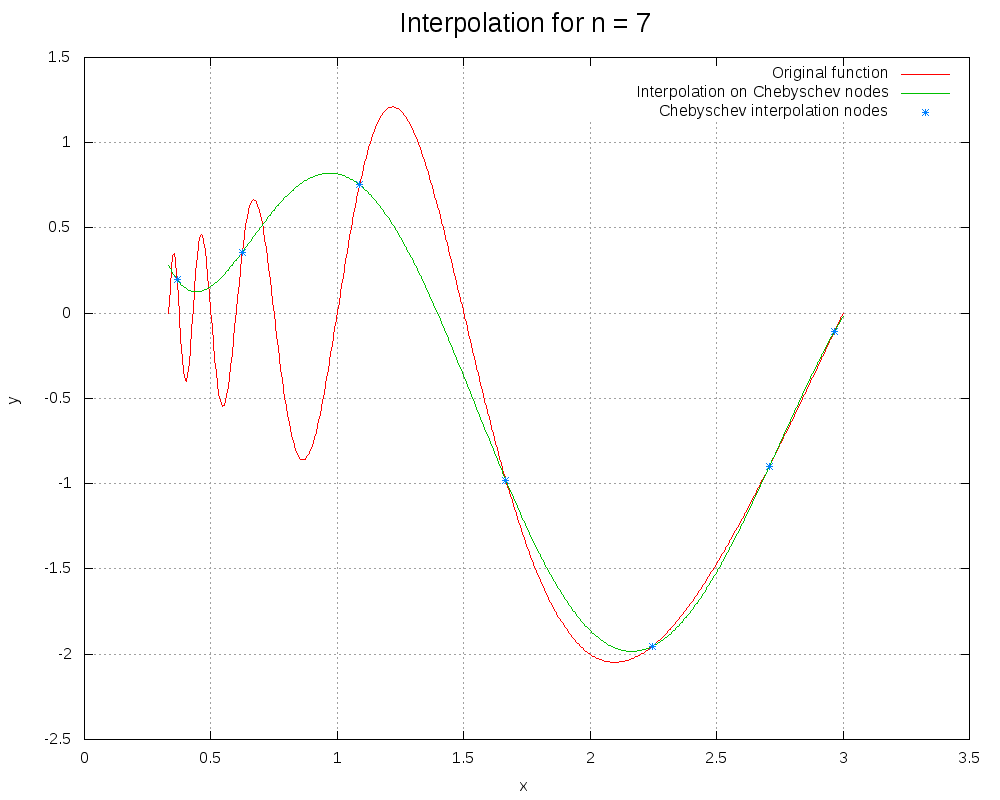 Interpolation for n = 7
1.5
Original function
Interpolation on Chebyschev nodes
Chebyschev interpolation nodes
1
0.5
0
y
-0.5
-1
-1.5
-2
-2.5
0 0.5 1 1.5 2 2.5 3 3.5
x